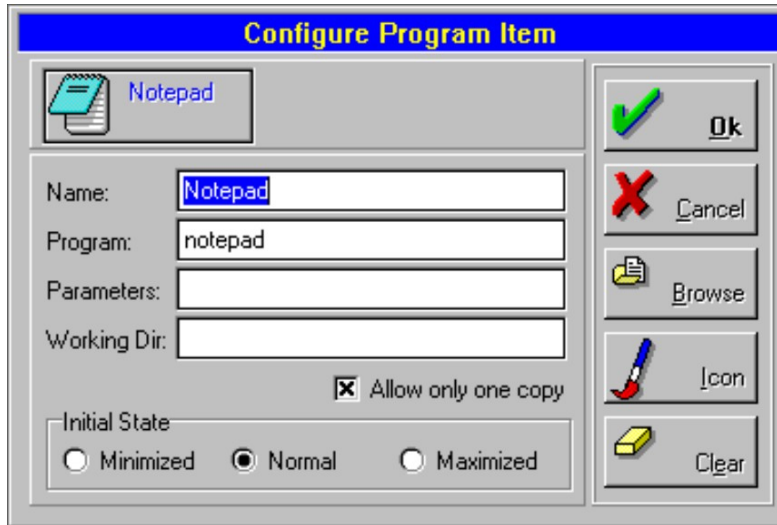 Configure Program Item
Notepad
Name: Notepad
Program: notepad
Parameters:
Working Dir:
Allow only one copy
Initial State
Minimized Normal Maximized
Ok
Cancel
Browse
Icon
Clear